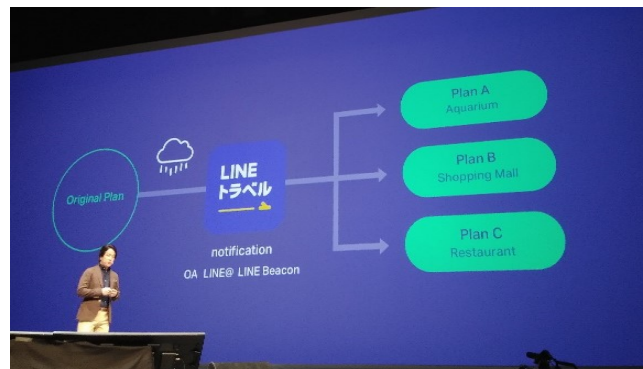 Original Plan
LINE
トラベル
notification
OA LINE@ LINE Beacon
Plan A
Aquarium
Plan B
Shopping Mall
Plan C
Restaurant